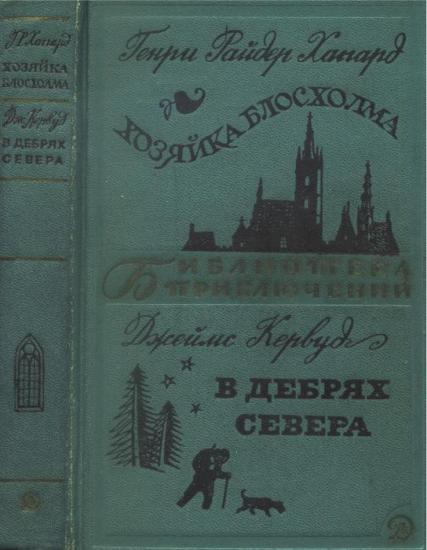 Г.Р. Хаггард
ХОЗЯЙКА
БЛОСХОЛМА
Дж. Кервуд
В ДЕБРЯХ
СЕВЕРА
Генри Райдер Хаггард
ХОЗЯЙКА БЛОСХОЛМА
БИБЛИОТЕКА
ПРИКЛЮЧЕНИЙ
Джеймс Кервуд
В ДЕБРЯХ
СЕВЕРА